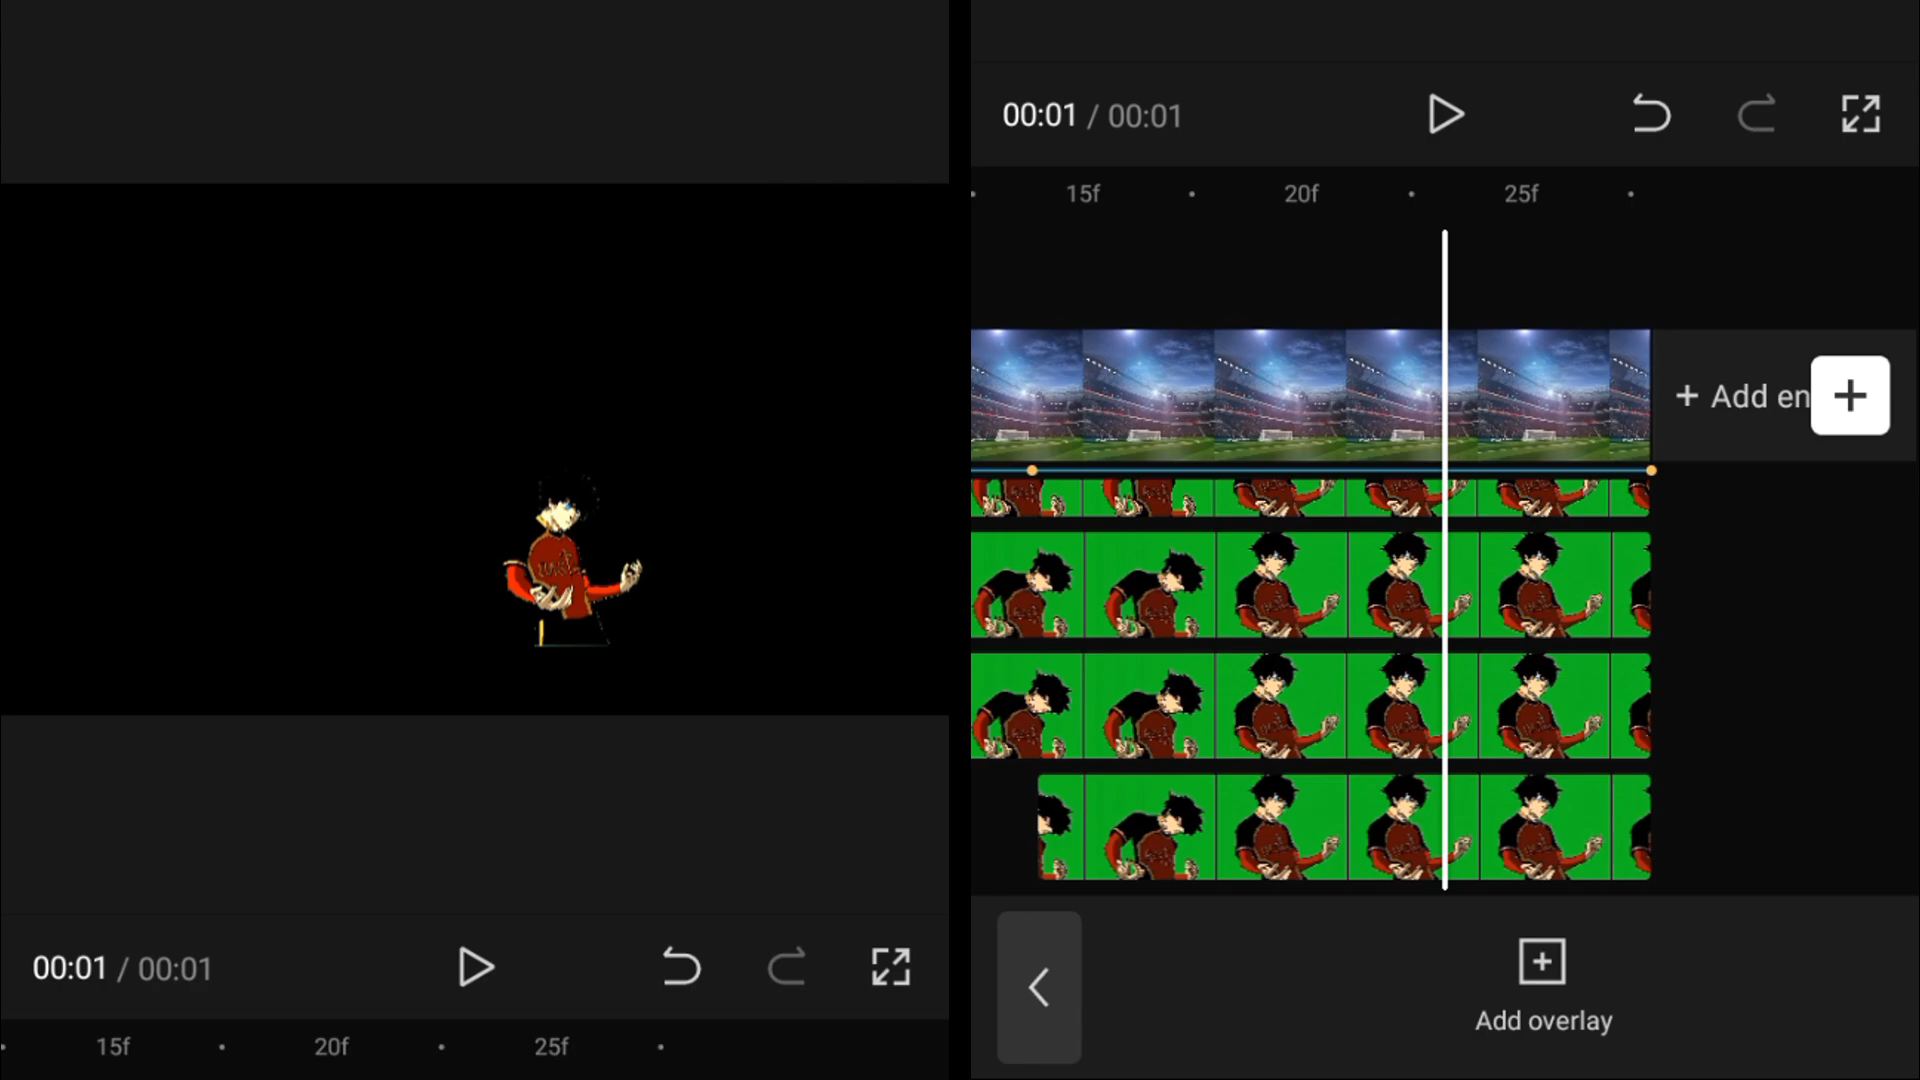 00:01 / 00:01
15f
20f
25f
00:01 / 00:01
15f
20f
25f
+ Add en
Add overlay